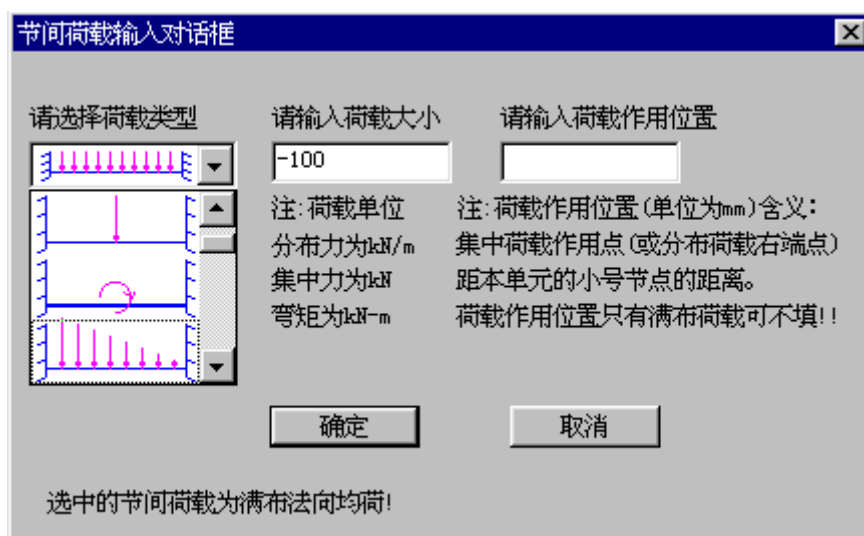 节间荷载输入对话框
请选择荷载类型
请输入荷载大小
请输入荷载作用位置
-100
注:荷载单位
分布力为kN/m
集中力为kN
弯矩为kN-m
注:荷载作用位置(单位为mm)含义:
集中荷载作用点(或分布荷载右端点)
距本单元的小号节点的距离。
荷载作用位置只有满布荷载可不填!!
确定
取消
选中的节间荷载为满布法向均荷!